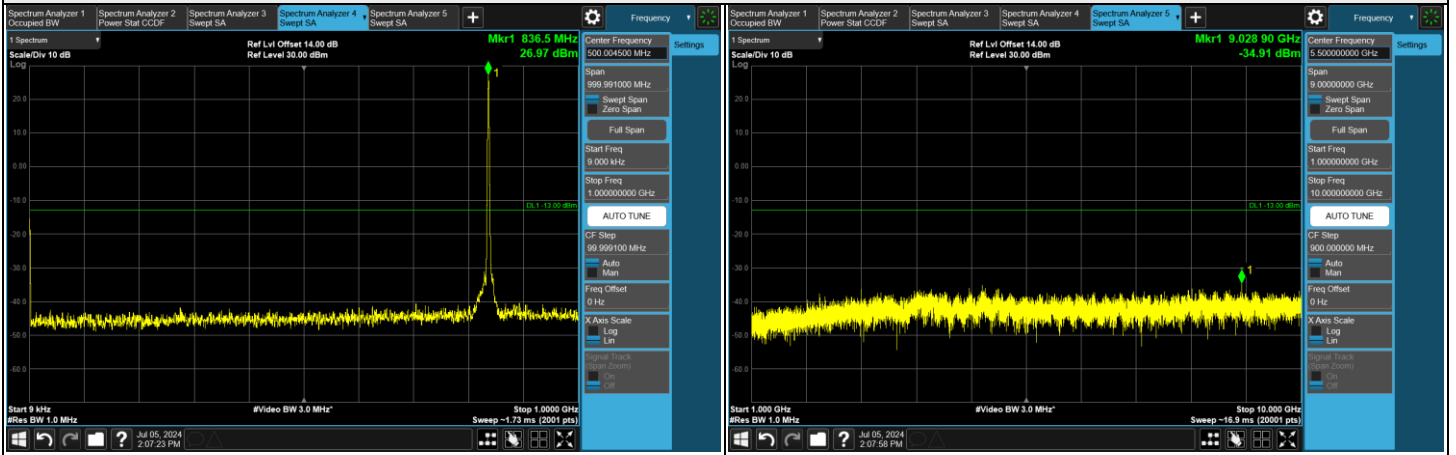 Spectrum Analyzer 1
Occupied BW
Spectrum Analyzer 2
Power Stat CCDF
Spectrum Analyzer 3
Swept SA
Spectrum Analyzer 4
Swept SA
Spectrum Analyzer 5
Swept SA
Frequency
1 Spectrum
Scale/Div 10 dB
Log
Ref Lvl Offset 14.00 dB
Ref Level 30.00 dBm
Mkr1 836.5 MHz
26.97 dBm
1
20.0
10.0
0.00
-10.0
DL1 -13.00 dBm
-20.0
-30.0
-40.0
-50.0
-60.0
Start 9 kHz
#Res BW 1.0 MHz
#Video BW 3.0 MHz*
Stop 1.0000 GHz
Sweep ~1.73 ms (2001 pts)
Center Frequency
500.004500 MHz
Settings
Span
999.991000 MHz
Swept Span
Zero Span
Full Span
Start Freq
9.000 kHz
Stop Freq
1.000000000 GHz
AUTO TUNE
CF Step
99.999100 MHz
Auto
Man
Freq Offset
0 Hz
X Axis Scale
Log
Lin
Signal Track
(Span Zoom)
On
Off
Jul 05, 2024
2:07:23 PM
Spectrum Analyzer 1
Occupied BW
Spectrum Analyzer 2
Power Stat CCDF
Spectrum Analyzer 3
Swept SA
Spectrum Analyzer 4
Swept SA
Spectrum Analyzer 5
Swept SA
Frequency
1 Spectrum
Scale/Div 10 dB
Log
Ref Lvl Offset 14.00 dB
Ref Level 30.00 dBm
Mkr1 9.028 90 GHz
-34.91 dBm
20.0
10.0
0.00
-10.0
DL1 -13.00 dBm
-20.0
-30.0
1
-40.0
-50.0
-60.0
Start 1.000 GHz
#Res BW 1.0 MHz
#Video BW 3.0 MHz*
Stop 10.000 GHz
Sweep ~16.9 ms (20001 pts)
Center Frequency
5.500000000 GHz
Settings
Span
9.00000000 GHz
Swept Span
Zero Span
Full Span
Start Freq
1.000000000 GHz
Stop Freq
10.000000000 GHz
AUTO TUNE
CF Step
900.000000 MHz
Auto
Man
Freq Offset
0 Hz
X Axis Scale
Log
Lin
Signal Track
(Span Zoom)
On
Off
Jul 05, 2024
2:07:58 PM